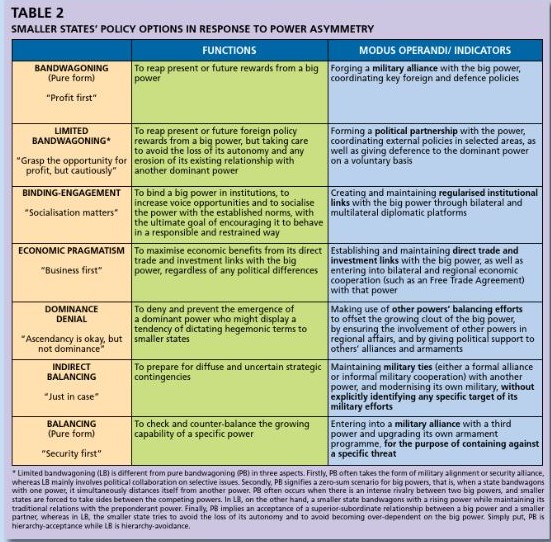 TABLE 2
SMALLER STATES' POLICY OPTIONS IN RESPONSE TO POWER ASYMMETRY
FUNCTIONS
MODUS OPERANDI/ INDICATORS
BANDWAGONING
(Pure form)
"Profit first"
To reap present or future rewards from a big
power
Forging a military alliance with the big power,
coordinating key foreign and defence policies
LIMITED
BANDWAGONING*
"Grasp the opportunity for
profit, but cautiously"
To reap present or future foreign policy
rewards from a big power, but taking care
to avoid the loss of its autonomy and any
erosion of its existing relationship with
another dominant power
Forming a political partnership with the power,
coordinating external policies in selected areas, as
well as giving deference to the dominant power
on a voluntary basis
BINDING-ENGAGEMENT
"Socialisation matters"
To bind a big power in institutions, to
increase voice opportunities and to socialise
the power with the established norms, with
the ultimate goal of encouraging it to behave
in a responsible and restrained way
Creating and maintaining regularised institutional
links with the big power through bilateral and
multilateral diplomatic platforms
ECONOMIC PRAGMATISM
"Business first"
To maximise economic benefits from its direct
trade and investment links with the big
power, regardless of any political differences
Establishing and maintaining direct trade and
investment links with the big power, as well as
entering into bilateral and regional economic
cooperation (such as an Free Trade Agreement)
with that power
DOMINANCE
DENIAL
"Ascendancy is okay, but
not dominance"
To deny and prevent the emergence of
a dominant power who might display a
tendency of dictating hegemonic terms to
smaller states
Making use of other powers' balancing efforts
to offset the growing clout of the big power,
by ensuring the involvement of other powers in
regional affairs, and by giving political support to
others' alliances and armaments
INDIRECT
BALANCING
"Just in case"
To prepare for diffuse and uncertain strategic
contingencies
Maintaining military ties (either a formal alliance
or informal military cooperation) with another
power, and modernising its own military, without
explicitly identifying any specific target of its
military efforts
BALANCING
(Pure form)
"Security first"
To check and counter-balance the growing
capability of a specific power
Entering into a military alliance with a third
power and upgrading its own armament
programme, for the purpose of containing against
a specific threat
* Limited bandwagoning (LB) is different from pure bandwagoning (PB) in three aspects. Firstly, PB often takes the form of military alignment or security alliance,
whereas LB mainly involves political collaboration on selective issues. Secondly, PB signifies a zero-sum scenario for big powers, that is, when a state bandwagons
with one power, it simultaneously distances itself from another power. PB often occurs when there is an intense rivalry between two big powers, and smaller
states are forced to take sides between the competing powers. In LB, on the other hand, a smaller state bandwagons with a rising power while maintaining its
traditional relations with the preponderant power. Finally, PB implies an acceptance of a superior-subordinate relationship between a big power and a smaller
partner, whereas in LB, the smaller state tries to avoid the loss of its autonomy and to avoid becoming over-dependent on the big power. Simply put, PB is
hierarchy-acceptance while LB is hierarchy-avoidance.